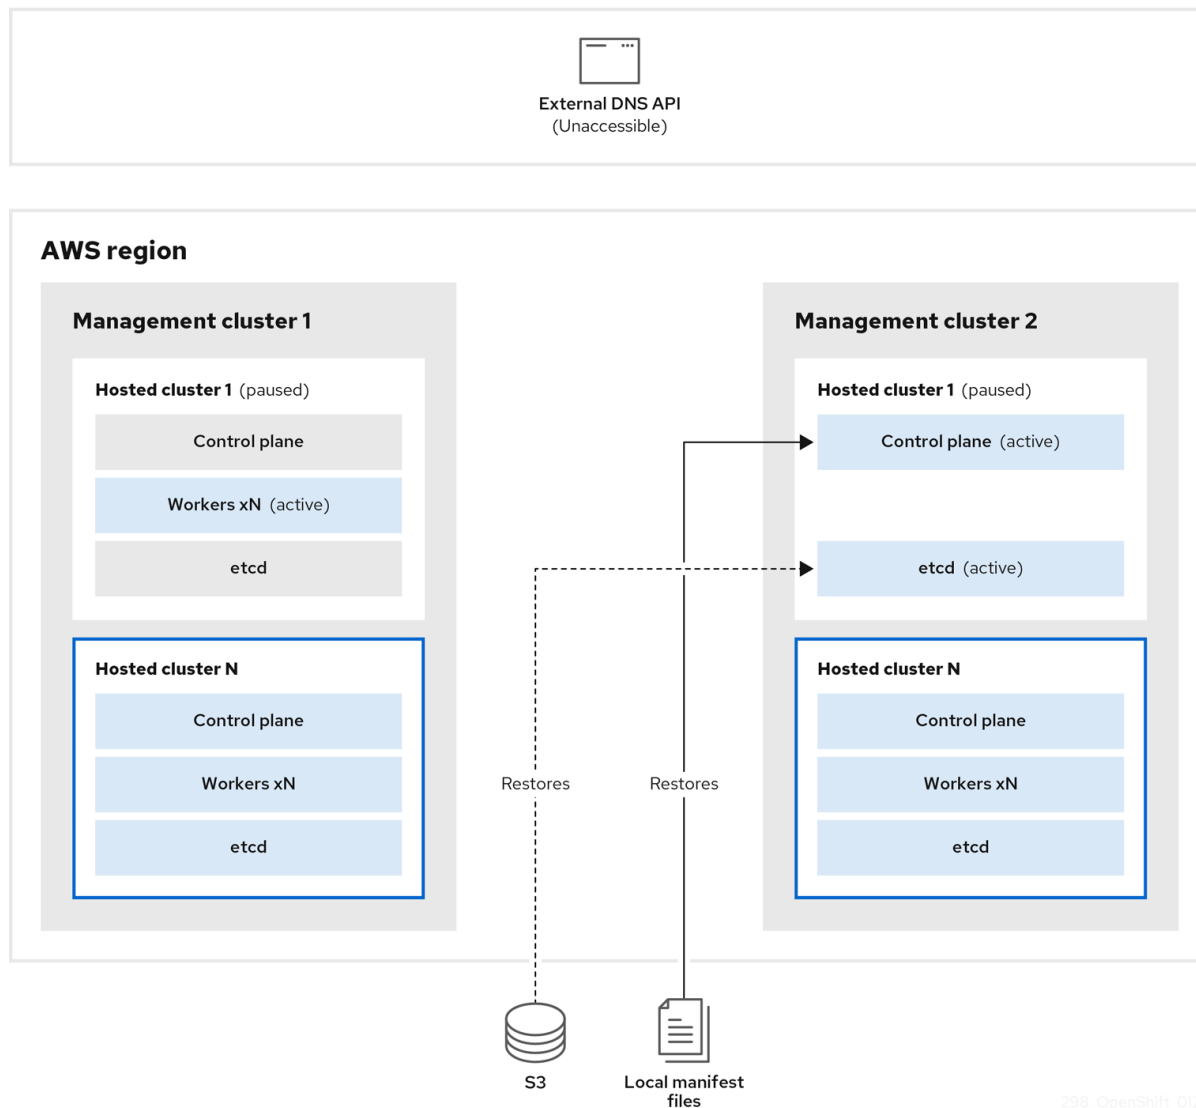 External DNS API
(Unaccessible)
AWS region
Management cluster 1
Hosted cluster 1 (paused)
Control plane
Workers xN (active)
etcd
Hosted cluster N
Control plane
Workers xN
etcd
Management cluster 2
Hosted cluster 1 (paused)
Control plane (active)
etcd (active)
Hosted cluster N
Control plane
Workers xN
etcd
Restores
Restores
S3
Local manifest
files
298_OpenShift